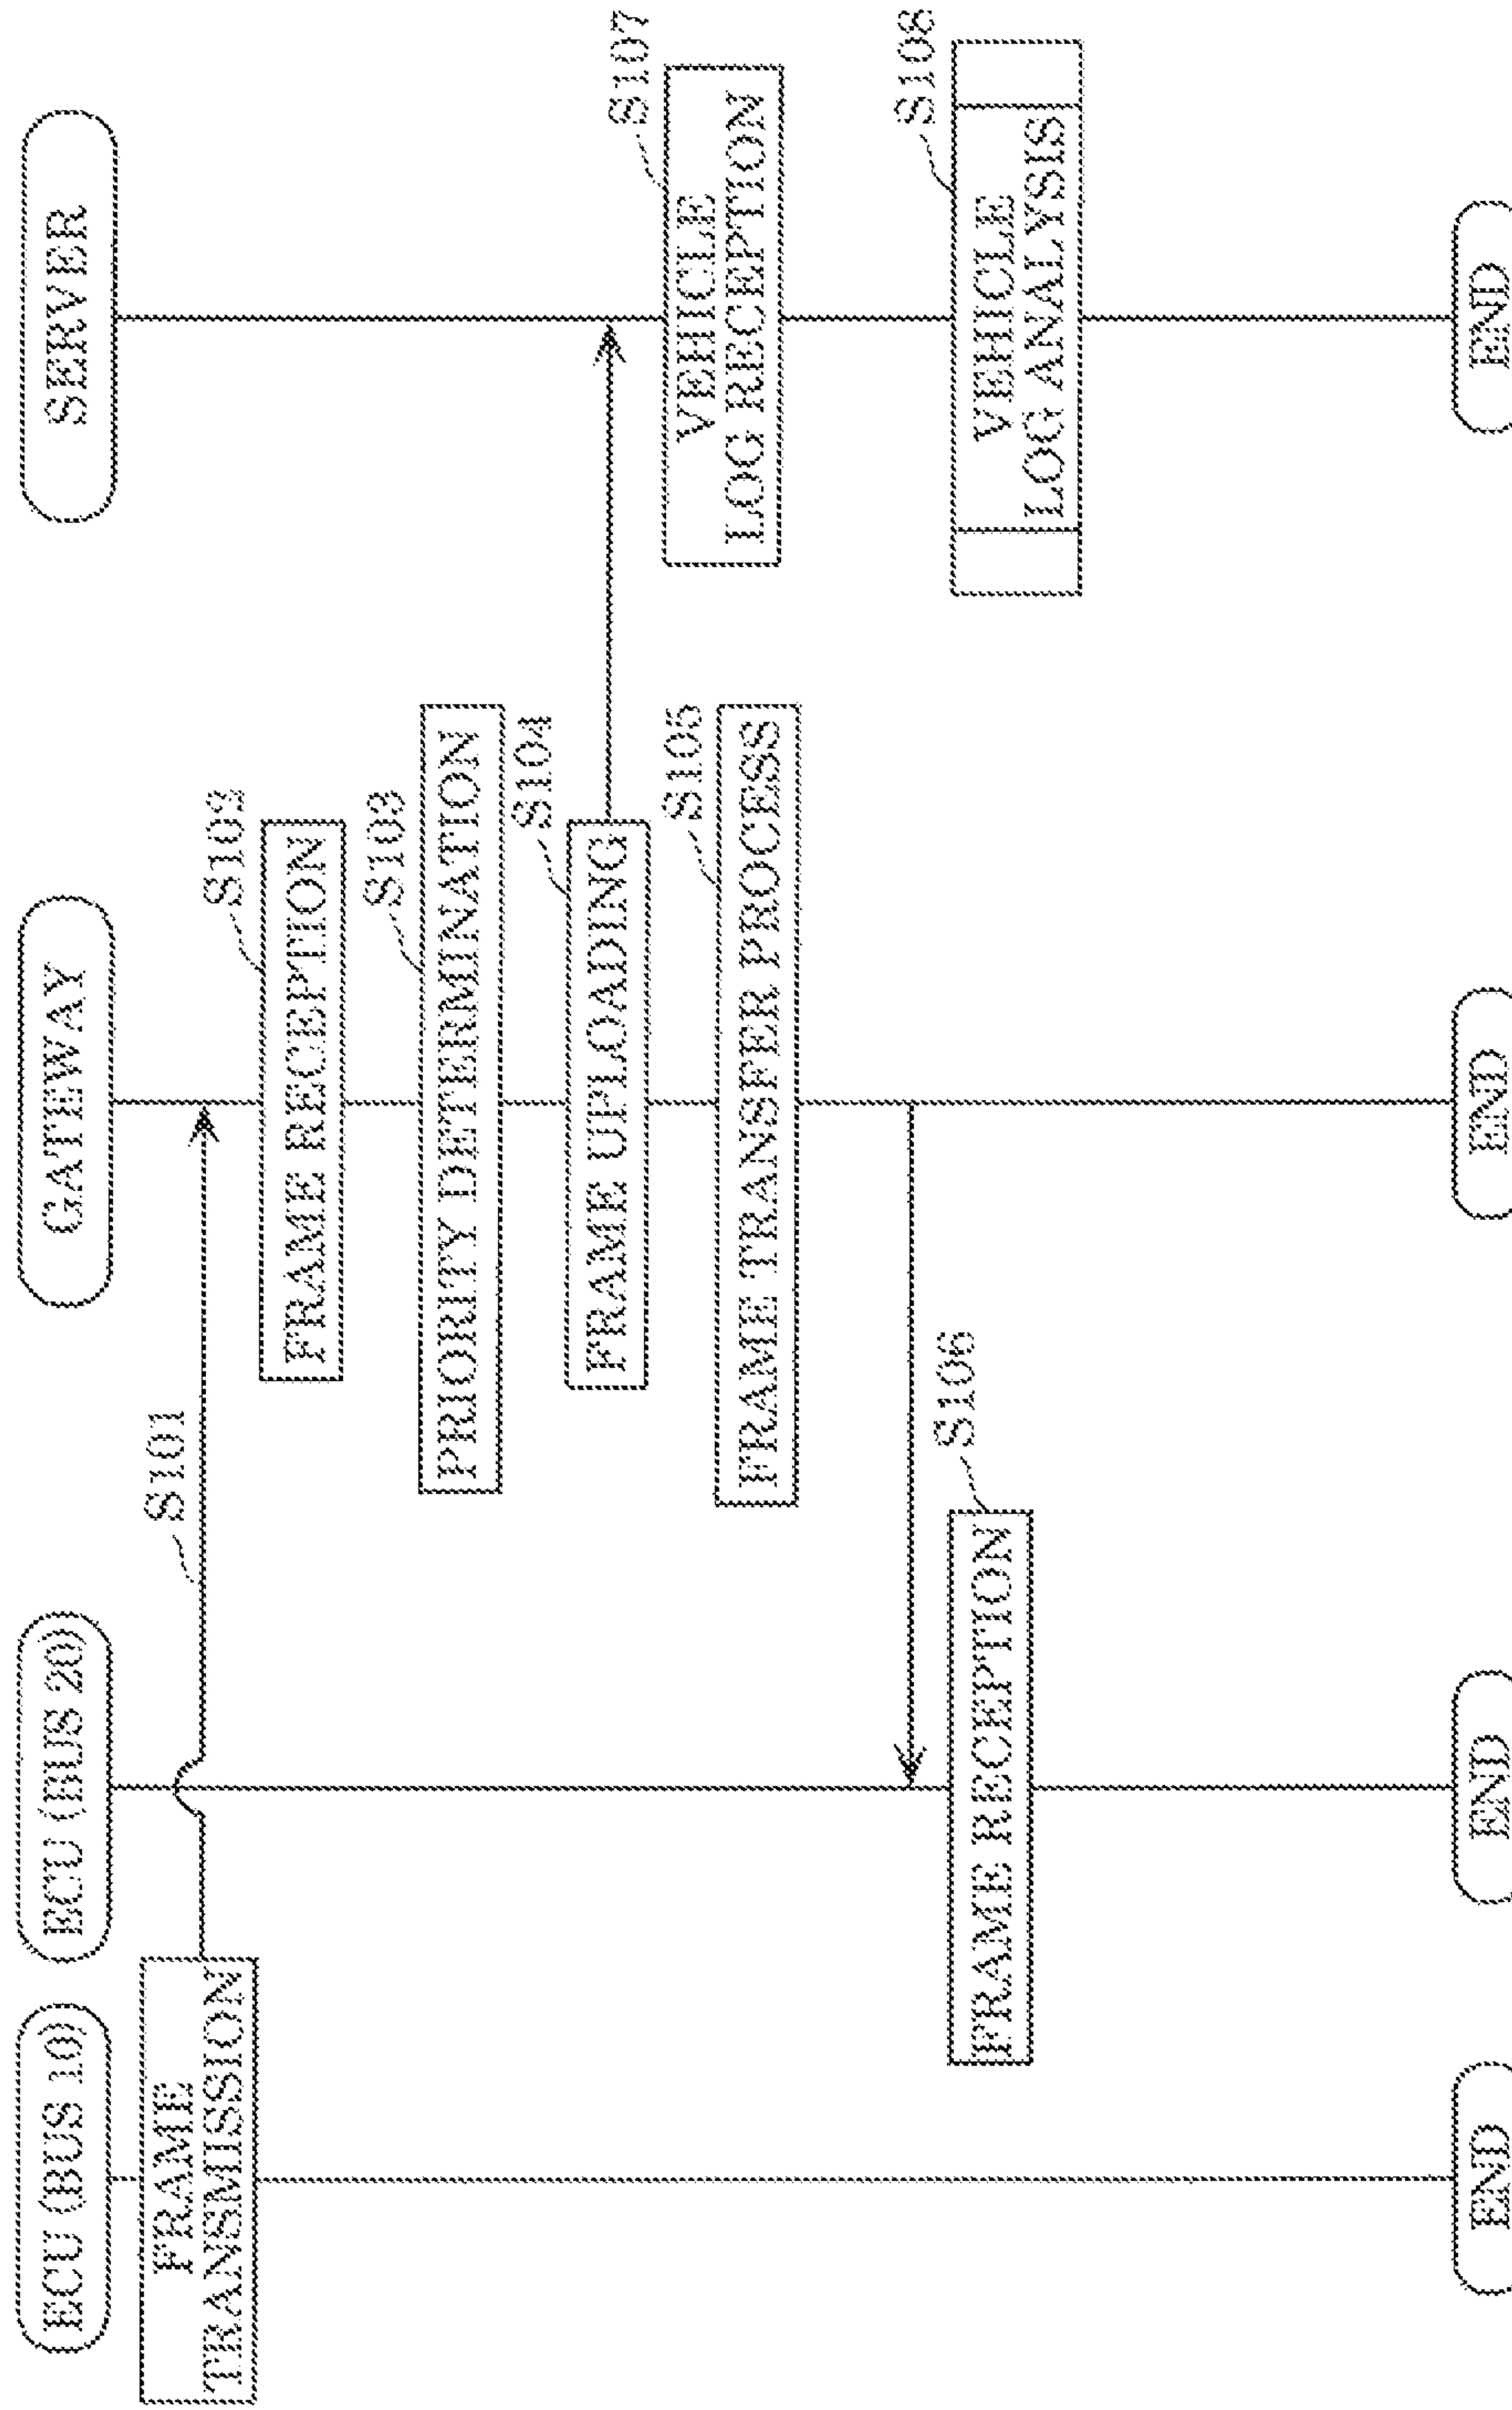 ECU (BUS 10)
ECU (BUS 20)
GATEWAY
SERVER
FRAME
TRANSMISSION
S101
S102
FRAME RECEPTION
S103
PRIORITY DETERMINATION
S104
FRAME UPLOADING
S105
FRAME TRANSFER PROCESS
S106
FRAME RECEPTION
S107
VEHICLE
LOG RECEPTION
S108
VEHICLE
LOG ANALYSIS
END
END
END
END